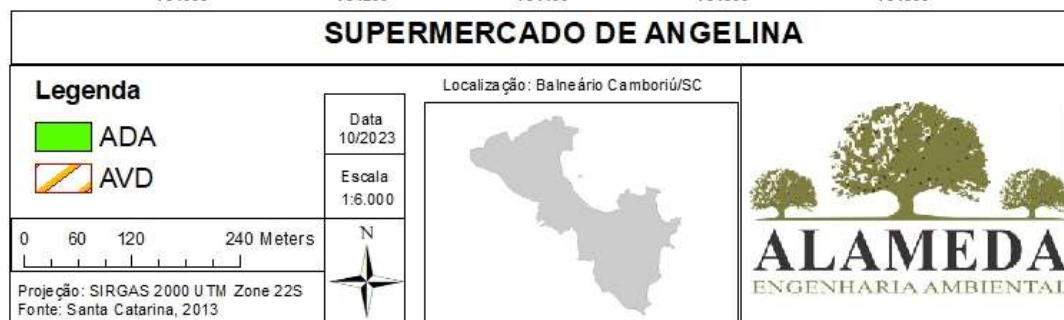 SUPERMERCADO DE ANGELINA
Legenda
ADA
AVD
0 60 120 240 Meters
Projeção: SIRGAS 2000 UTM Zone 22S
Fonte: Santa Catarina, 2013
Data
10/2023
Escala
1:6.000
N
Localização: Balneário Camboriú/SC
ALAMEDA
ENGENHARIA AMBIENTAL